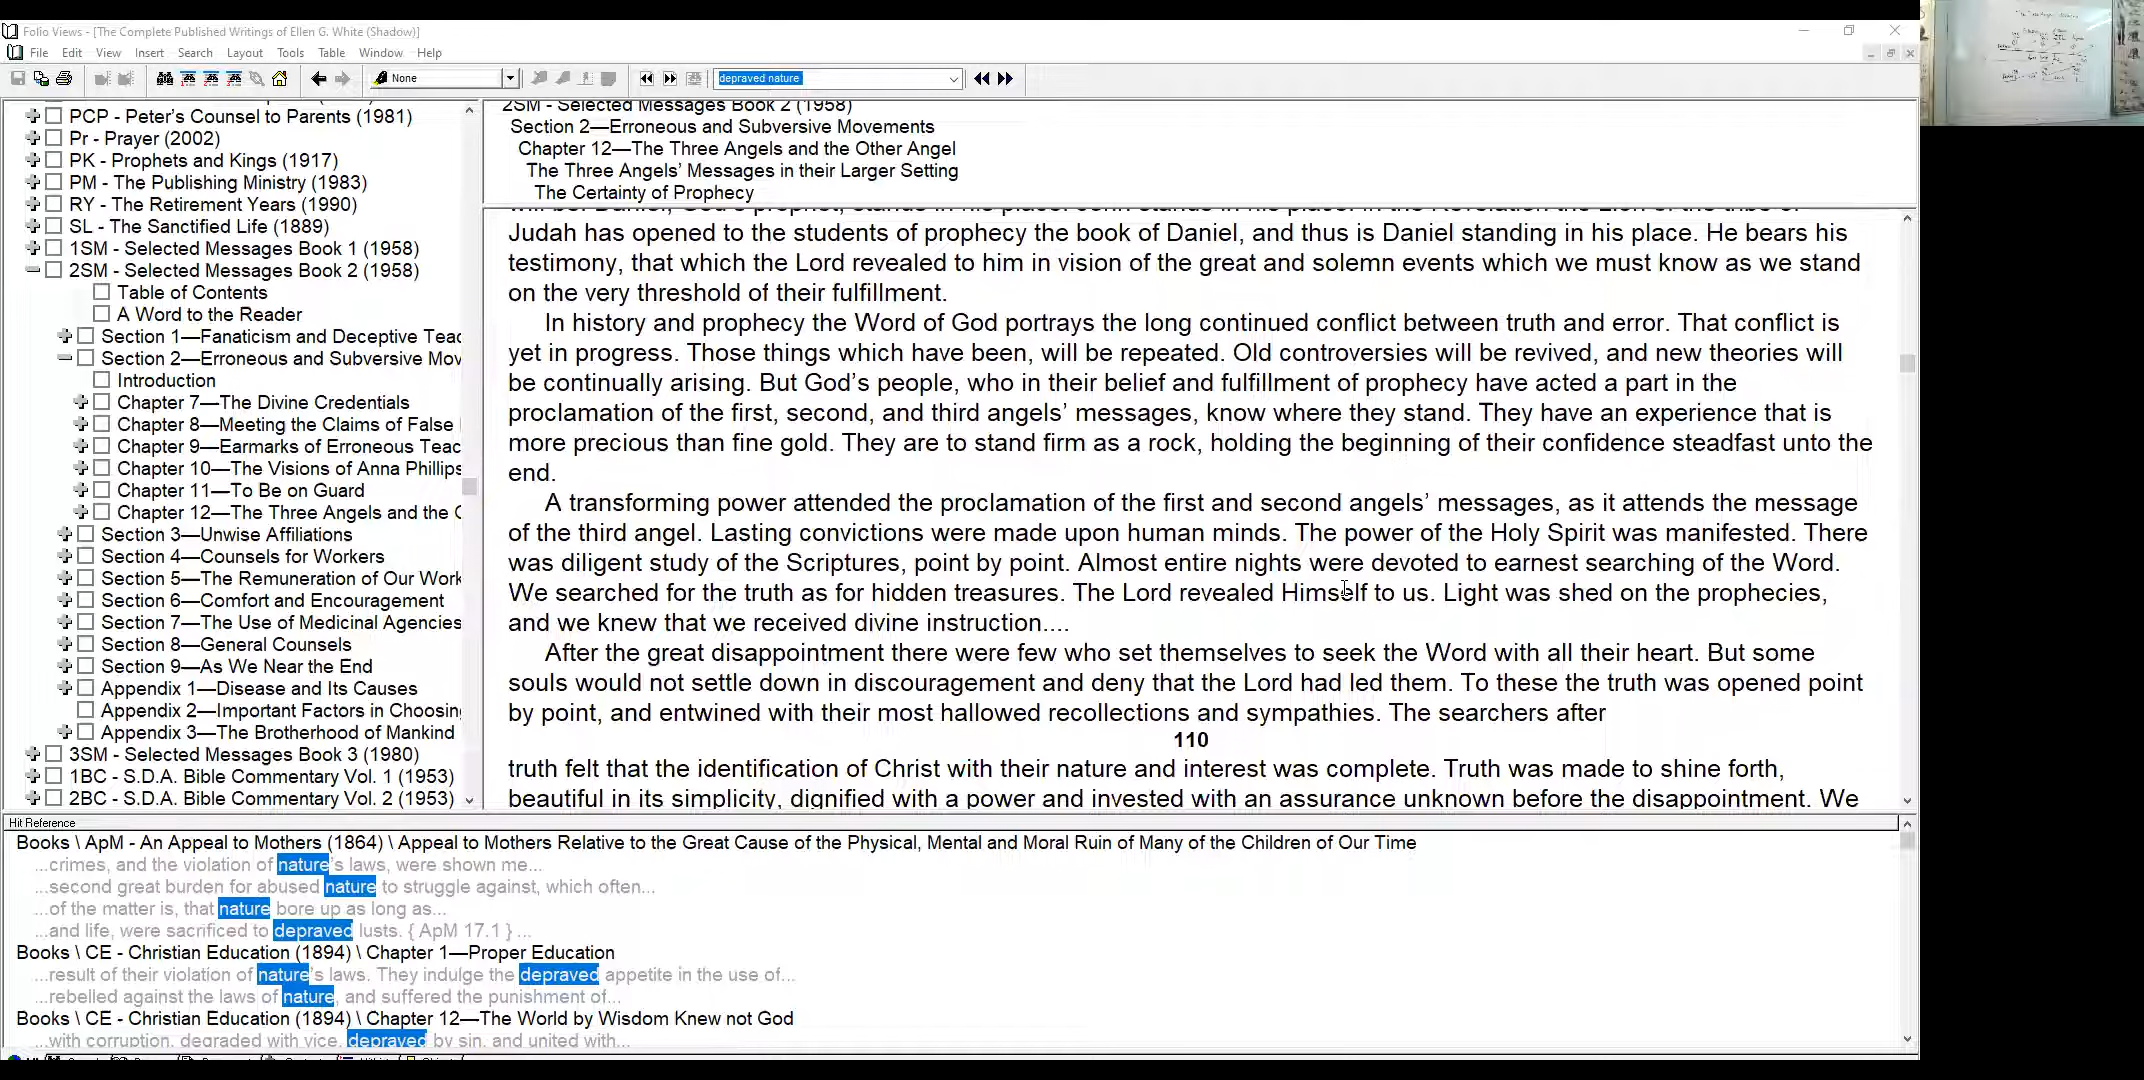 Folio Views - [The Complete Published Writings of Ellen G. White (Shadow)]
File Edit View Insert Search Layout Tools Table Window Help
None
depraved nature
PCP - Peter's Counsel to Parents (1981)
Pr - Prayer (2002)
PK - Prophets and Kings (1917)
PM - The Publishing Ministry (1983)
RY - The Retirement Years (1990)
SL - The Sanctified Life (1889)
1SM - Selected Messages Book 1 (1958)
2SM - Selected Messages Book 2 (1958)
Table of Contents
A Word to the Reader
Section 1—Fanaticism and Deceptive Teac
Section 2—Erroneous and Subversive Mov
Introduction
Chapter 7—The Divine Credentials
Chapter 8—Meeting the Claims of False
Chapter 9—Earmarks of Erroneous Teac
Chapter 10—The Visions of Anna Phillips
Chapter 11—To Be on Guard
Chapter 12—The Three Angels and the O
Section 3—Unwise Affiliations
Section 4—Counsels for Workers
Section 5—The Remuneration of Our Work
Section 6—Comfort and Encouragement
Section 7—The Use of Medicinal Agencies
Section 8—General Counsels
Section 9—As We Near the End
Appendix 1—Disease and Its Causes
Appendix 2—Important Factors in Choosing
Appendix 3—The Brotherhood of Mankind
3SM - Selected Messages Book 3 (1980)
1BC - S.D.A. Bible Commentary Vol. 1 (1953)
2BC - S.D.A. Bible Commentary Vol. 2 (1953)
2SM - Selected Messages Book 2 (1958)
Section 2—Erroneous and Subversive Movements
Chapter 12—The Three Angels and the Other Angel
The Three Angels' Messages in their Larger Setting
The Certainty of Prophecy
will be. Daniel, God's prophet, stands in his place. John stands in his place. In the Revelation the Lion of the tribe of
Judah has opened to the students of prophecy the book of Daniel, and thus is Daniel standing in his place. He bears his
testimony, that which the Lord revealed to him in vision of the great and solemn events which we must know as we stand
on the very threshold of their fulfillment.
In history and prophecy the Word of God portrays the long continued conflict between truth and error. That conflict is
yet in progress. Those things which have been, will be repeated. Old controversies will be revived, and new theories will
be continually arising. But God's people, who in their belief and fulfillment of prophecy have acted a part in the
proclamation of the first, second, and third angels' messages, know where they stand. They have an experience that is
more precious than fine gold. They are to stand firm as a rock, holding the beginning of their confidence steadfast unto the
end.
A transforming power attended the proclamation of the first and second angels' messages, as it attends the message
of the third angel. Lasting convictions were made upon human minds. The power of the Holy Spirit was manifested. There
was diligent study of the Scriptures, point by point. Almost entire nights were devoted to earnest searching of the Word.
We searched for the truth as for hidden treasures. The Lord revealed Himself to us. Light was shed on the prophecies,
and we knew that we received divine instruction....
After the great disappointment there were few who set themselves to seek the Word with all their heart. But some
souls would not settle down in discouragement and deny that the Lord had led them. To these the truth was opened point
by point, and entwined with their most hallowed recollections and sympathies. The searchers after
110
truth felt that the identification of Christ with their nature and interest was complete. Truth was made to shine forth,
beautiful in its simplicity, dignified with a power and invested with an assurance unknown before the disappointment. We
Hit Reference
Books \ ApM - An Appeal to Mothers (1864) \ Appeal to Mothers Relative to the Great Cause of the Physical, Mental and Moral Ruin of Many of the Children of Our Time
...crimes, and the violation of nature's laws, were shown me...
...second great burden for abused nature to struggle against, which often...
...of the matter is, that nature bore up as long as...
...and life, were sacrificed to depraved lusts. { ApM 17.1 } ...
Books \ CE - Christian Education (1894) \ Chapter 1—Proper Education
...result of their violation of nature's laws. They indulge the depraved appetite in the use of...
...rebelled against the laws of nature, and suffered the punishment of...
Books \ CE - Christian Education (1894) \ Chapter 12—The World by Wisdom Knew not God
...with corruption, degraded with vice, depraved by sin, and united with...